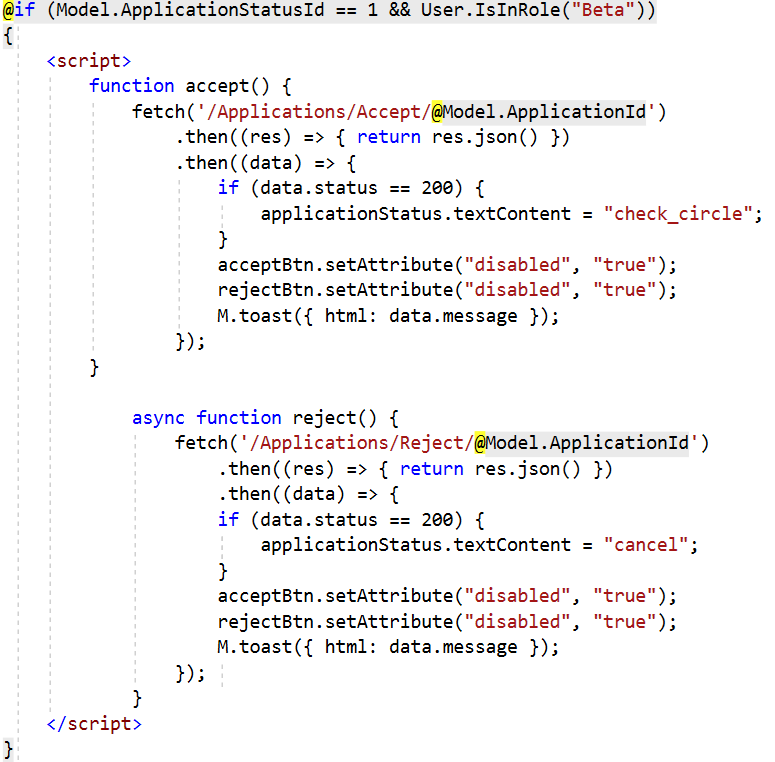 @if (Model.ApplicationStatusId == 1 && User.IsInRole("Beta"))
{
    <script>
        function accept() {
            fetch('/Applications/Accept/@Model.ApplicationId')
                .then((res) => { return res.json() })
                .then((data) => {
                    if (data.status == 200) {
                        applicationStatus.textContent = "check_circle";
                    }
                    acceptBtn.setAttribute("disabled", "true");
                    rejectBtn.setAttribute("disabled", "true");
                    M.toast({ html: data.message });
                });
        }

            async function reject() {
                fetch('/Applications/Reject/@Model.ApplicationId')
                    .then((res) => { return res.json() })
                    .then((data) => {
                    if (data.status == 200) {
                        applicationStatus.textContent = "cancel";
                    }
                    acceptBtn.setAttribute("disabled", "true");
                    rejectBtn.setAttribute("disabled", "true");
                    M.toast({ html: data.message });
                });
            }
    </script>
}